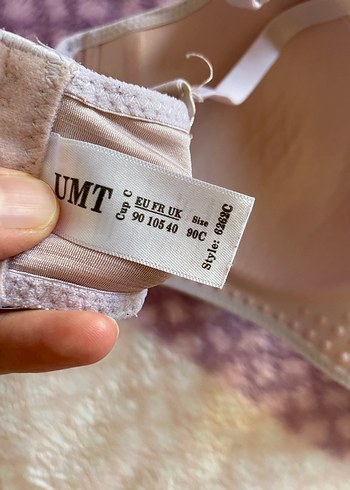 UMT
Cup C
EU FR UK
90 105 40
Size
90C
Style: 6262C